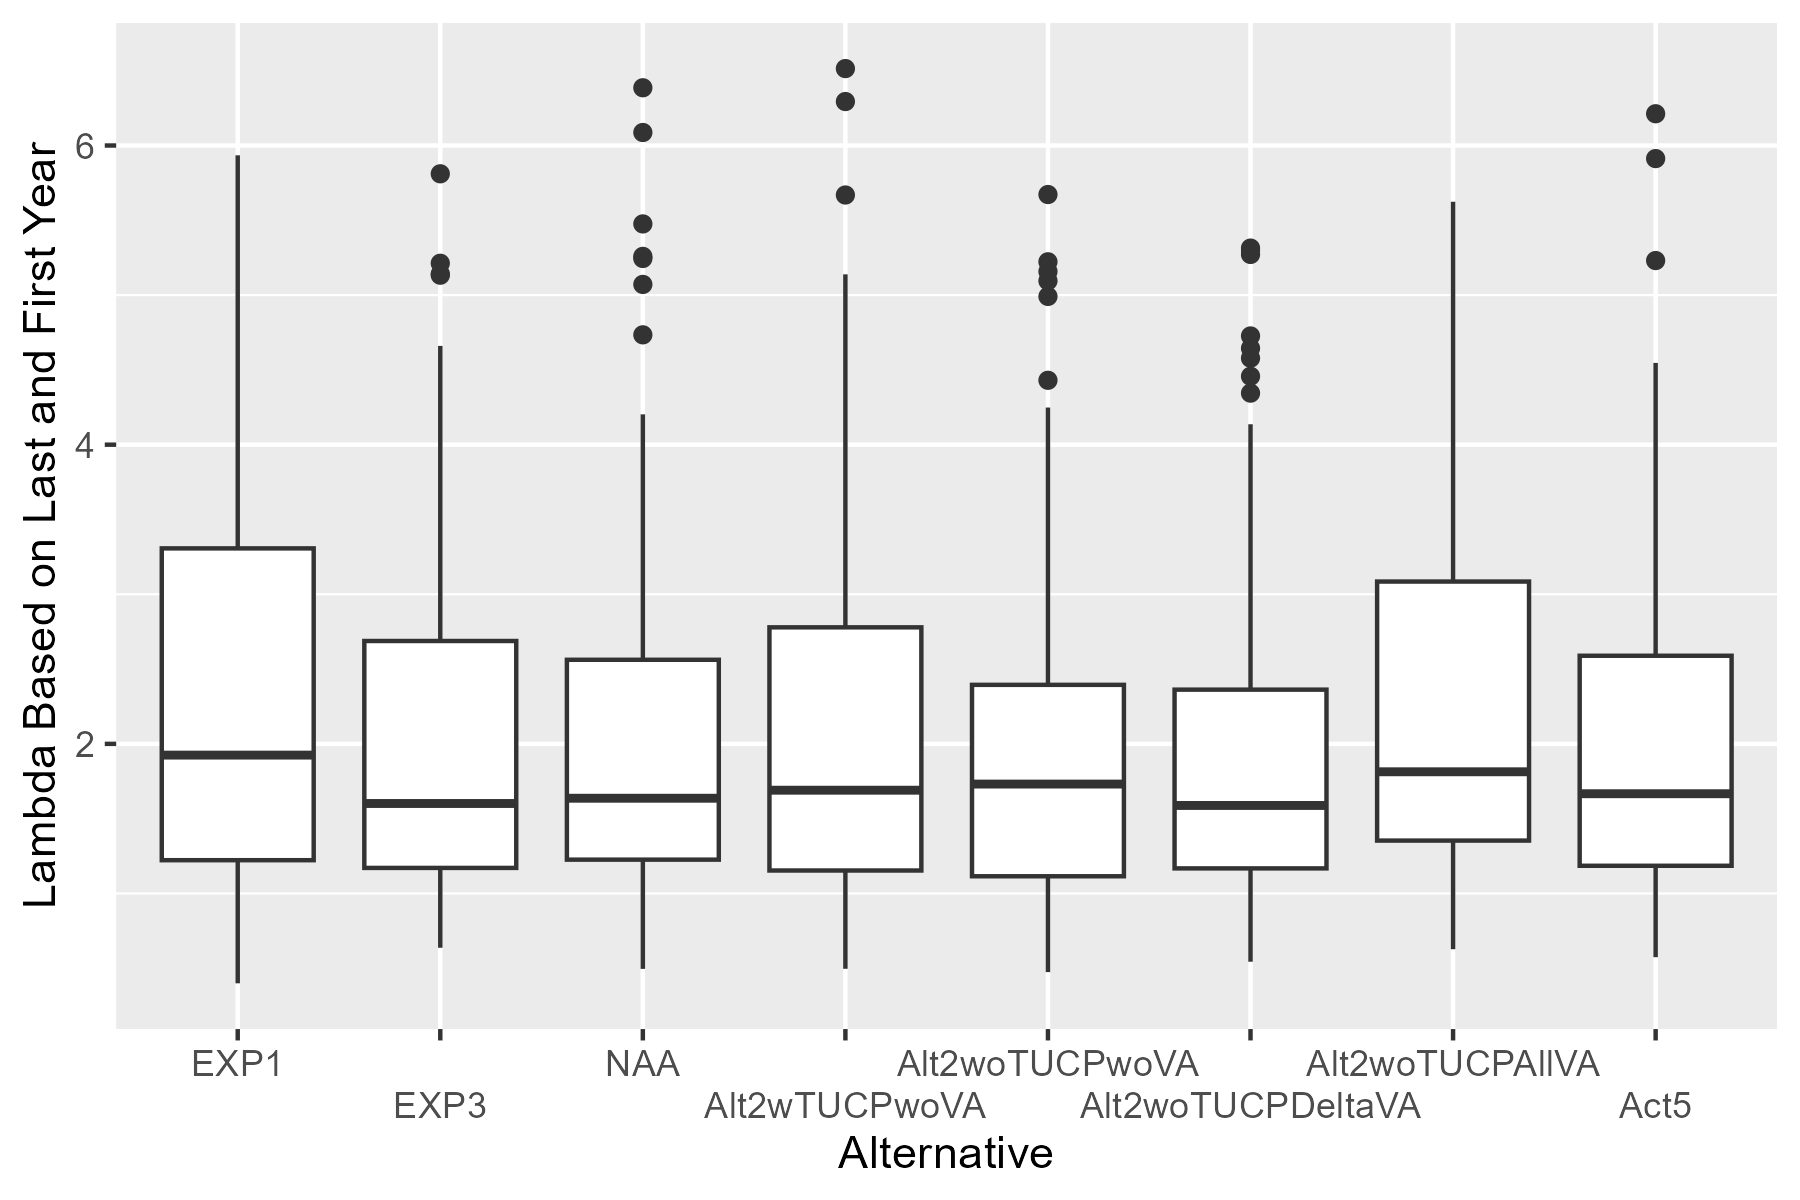 Lambda Based on Last and First Year
6
4
2
EXP1 NAA Alt2woTUCPwoVA Alt2woTUCPAllVA
EXP3 Alt2wTUCPwoVA Alt2woTUCPDeltaVA Act5
Alternative